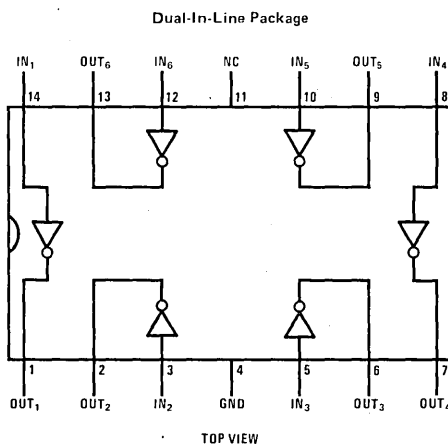 Dual-In-Line Package
IN1 OUT6 IN6 NC IN5 OUT5 IN4
14 13 12 11 10 9 8
1 2 3 4 5 6 7
OUT1 OUT2 IN2 GND IN3 OUT3 OUT4
TOP VIEW